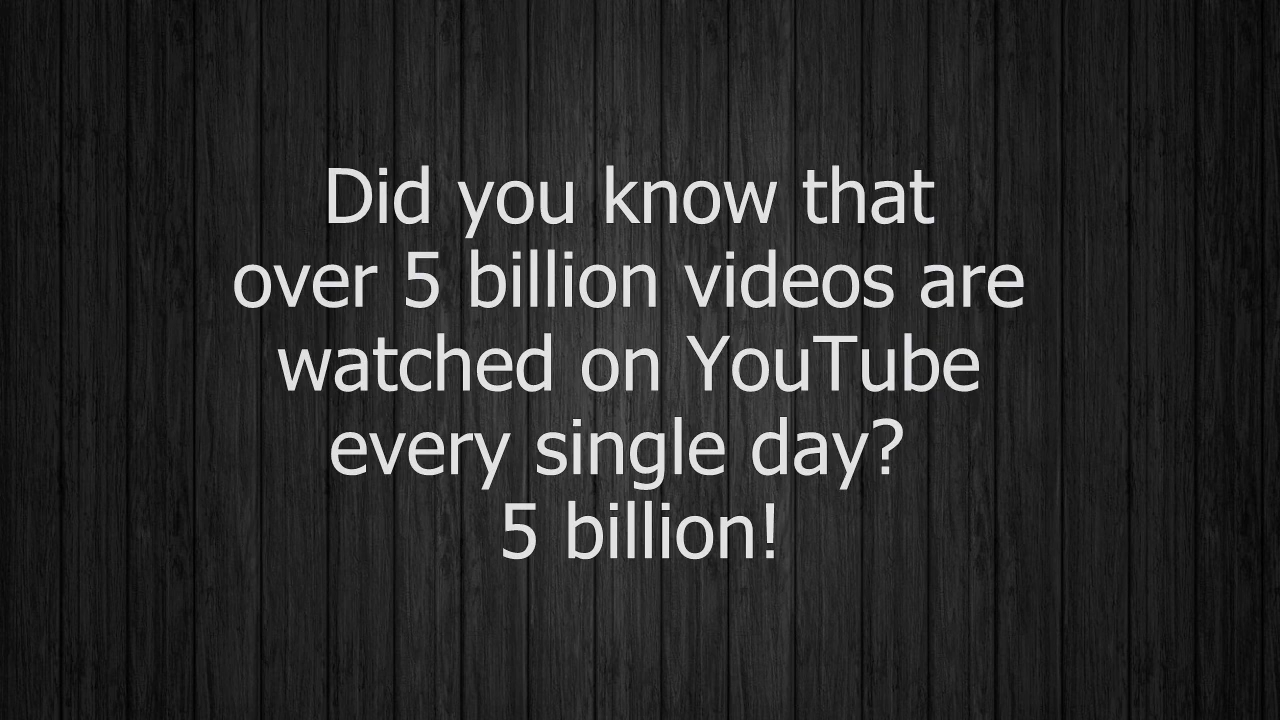 Did you know that
over 5 billion videos are
watched on YouTube
every single day?
5 billion!